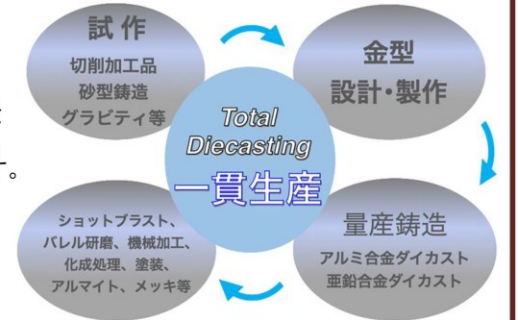 試作
切削加工品
砂型鋳造
グラビティ等
金型
設計・製作
Total
Diecasting
一貫生産
量産鋳造
アルミ合金ダイカスト
亜鉛合金ダイカスト
ショットブラスト、
バレル研磨、機械加工、
化成処理、塗装、
アルマイト、メッキ等